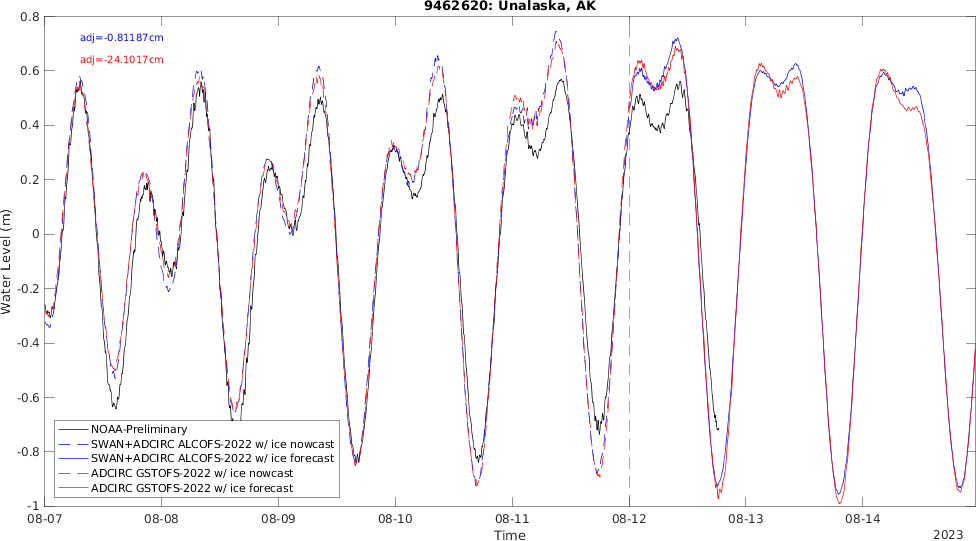 9462620: Unalaska, AK
adj=-0.81187cm
adj=-24.1017cm
Water Level (m)
0.8
0.6
0.4
0.2
0
-0.2
-0.4
-0.6
-0.8
-1
NOAA-Preliminary
SWAN+ADCIRC ALCOFS-2022 w/ ice nowcast
SWAN+ADCIRC ALCOFS-2022 w/ ice forecast
ADCIRC GSTOFS-2022 w/ ice nowcast
ADCIRC GSTOFS-2022 w/ ice forecast
08-07 08-08 08-09 08-10 08-11 08-12 08-13 08-14
Time
2023